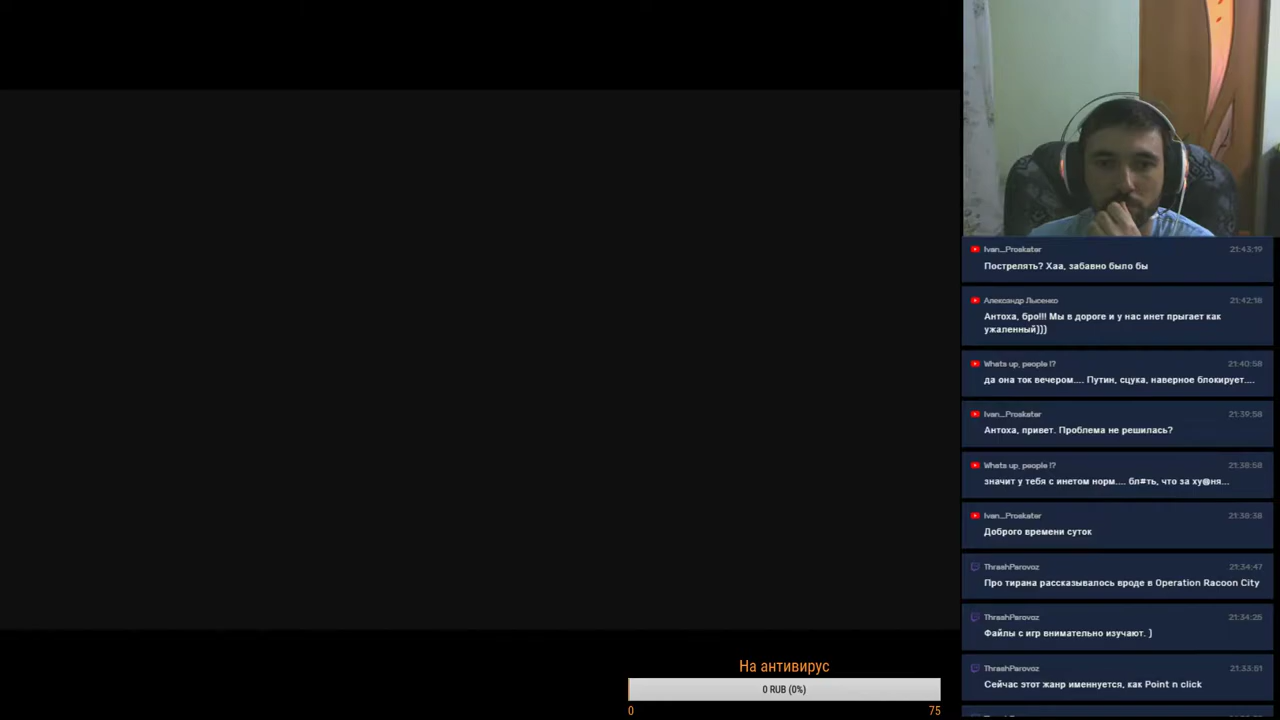 Ivan_Proskater 21:43:19
Пострелять? Хаа, забавно было бы
Александр Лысенко 21:42:18
Антоха, бро!!! Мы в дороге и у нас инет прыгает как
ужаленный)))
Whats up, people !? 21:40:58
да она ток вечером.... Путин, сцука, наверное блокирует....
Ivan_Proskater 21:39:58
Антоха, привет. Проблема не решилась?
Whats up, people !? 21:38:58
значит у тебя с инетом норм.... бл#ть, что за ху@ня...
Ivan_Proskater 21:38:38
Доброго времени суток
ThrashParovoz 21:34:47
Про тирана рассказывалось вроде в Operation Racoon City
ThrashParovoz 21:34:25
Файлы с игр внимательно изучают. )
ThrashParovoz 21:33:51
Сейчас этот жанр именнуется, как Point n click
На антивирус
0 RUB (0%)
0 75